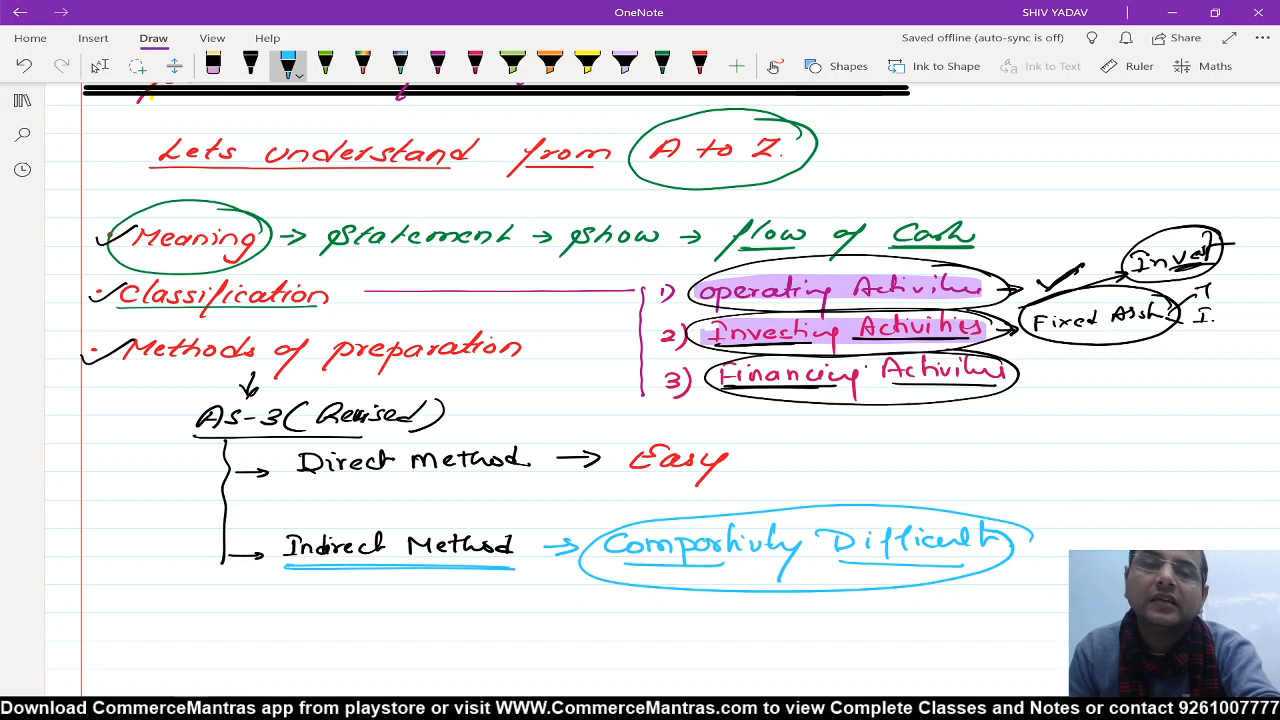 OneNote
SHIV YADAV
Home Insert Draw View Help
Saved offline (auto-sync is off)
Share
Shapes
Ink to Shape
Ink to Text
Ruler
Maths
Lets understand from A to Z.
Meaning → Statement → Show → flow of Cash
Classification
1) operating Activities
Invest
2) Investing Activities → Fixed
T
I.
Methods of preparation
3) Financing Activities
AS-3 (Revised)
Direct Method → Easy
Indirect Method → Comportivly Difficult
Download CommerceMantras app from playstore or visit WWW.CommerceMantras.com to view Complete Classes and Notes or contact 9261007777